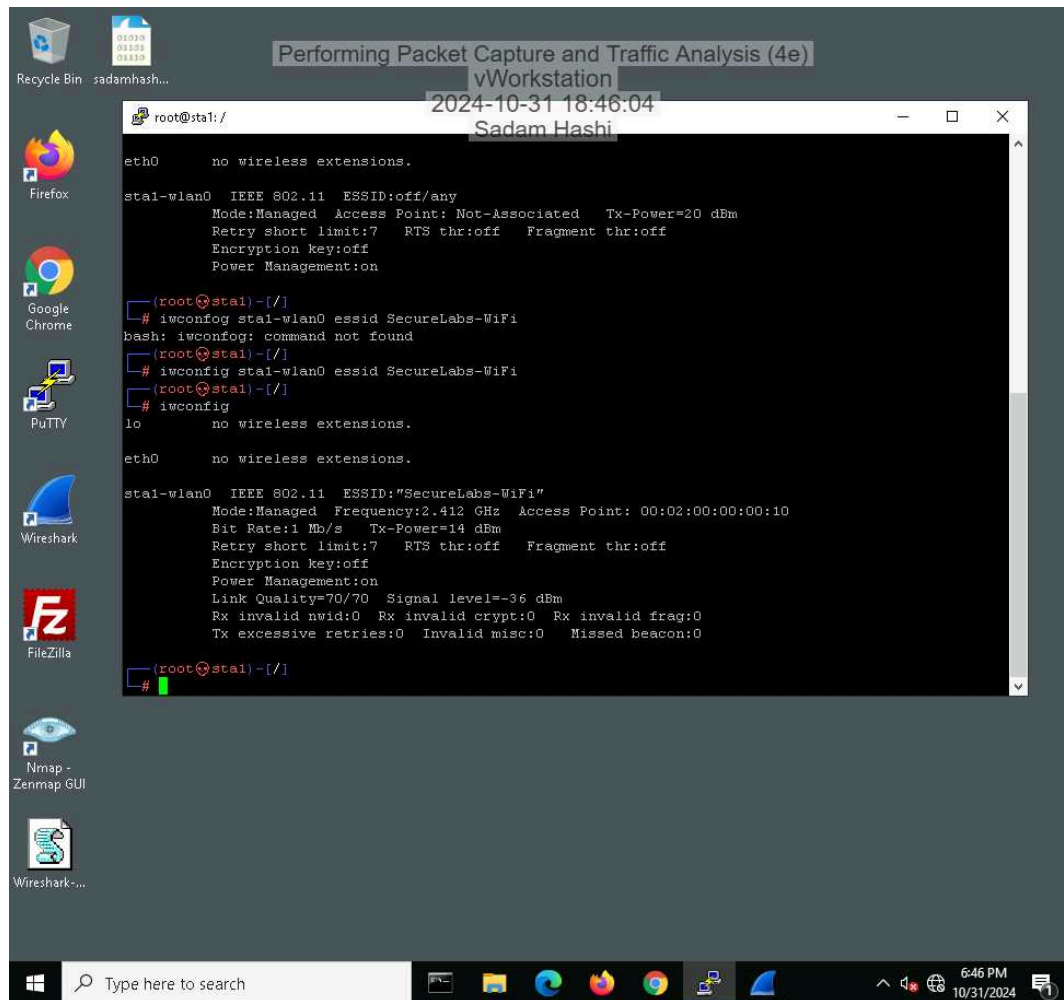 Performing Packet Capture and Traffic Analysis (4e)
vWorkstation
2024-10-31 18:46:04
Sadam Hashi
Recycle Bin
sadamhash...
Firefox
Google
Chrome
PuTTY
Wireshark
FileZilla
Nmap -
Zenmap GUI
Wireshark-...
root@sta1: /
eth0 no wireless extensions.
sta1-wlan0 IEEE 802.11 ESSID:off/any
Mode:Managed Access Point: Not-Associated Tx-Power=20 dBm
Retry short limit:7 RTS thr:off Fragment thr:off
Encryption key:off
Power Management:on
(root💀sta1)-[/]
# iwconfog sta1-wlan0 essid SecureLabs-WiFi
bash: iwconfog: command not found
(root💀sta1)-[/]
# iwconfig sta1-wlan0 essid SecureLabs-WiFi
(root💀sta1)-[/]
# iwconfig
lo no wireless extensions.
eth0 no wireless extensions.
sta1-wlan0 IEEE 802.11 ESSID:"SecureLabs-WiFi"
Mode:Managed Frequency:2.412 GHz Access Point: 00:02:00:00:00:10
Bit Rate:1 Mb/s Tx-Power=14 dBm
Retry short limit:7 RTS thr:off Fragment thr:off
Encryption key:off
Power Management:on
Link Quality=70/70 Signal level=-36 dBm
Rx invalid nwid:0 Rx invalid crypt:0 Rx invalid frag:0
Tx excessive retries:0 Invalid misc:0 Missed beacon:0
(root💀sta1)-[/]
#
Type here to search
6:46 PM
10/31/2024